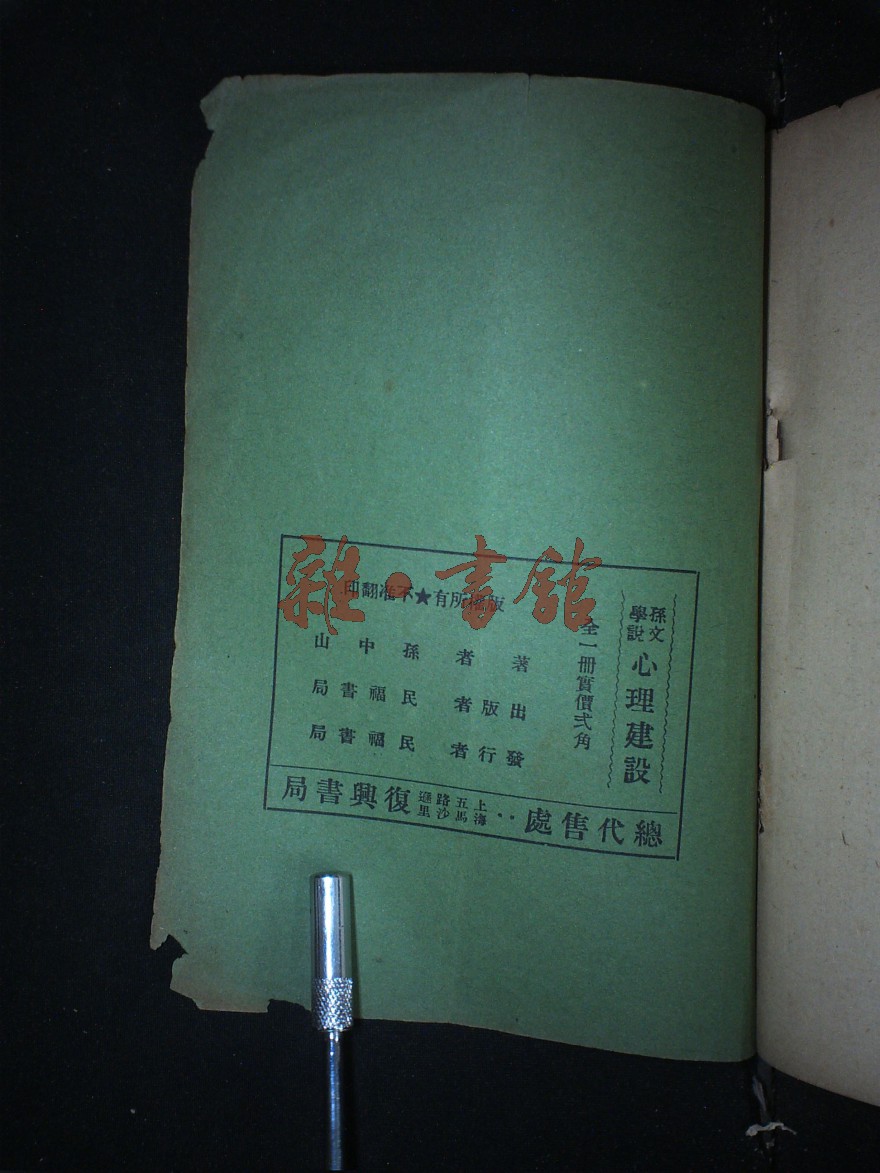 孫文
學說
心理建設
全一冊實價弍角
版權所有★不准翻印
著者 孫中山
出版者 民福書局
發行者 民福書局
總代售處：上海五馬路沙遜里復興書局
雜·書館